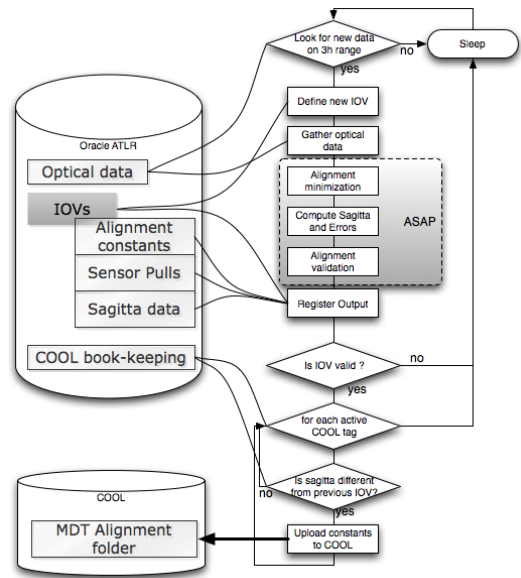 Look for new data
on 3h range
no
Sleep
yes
Define new IOV
Oracle ATLR
Gather optical
data
Optical data
Alignment
minimization
IOVs
Compute Sagitta
and Errors
ASAP
Alignment
constants
Sensor Pulls
Alignment
validation
Sagitta data
Register Output
COOL book-keeping
Is IOV valid ?
no
yes
for each active
COOL tag
Is sagitta different
from previous IOV?
no
yes
COOL
MDT Alignment
folder
Upload constants
to COOL